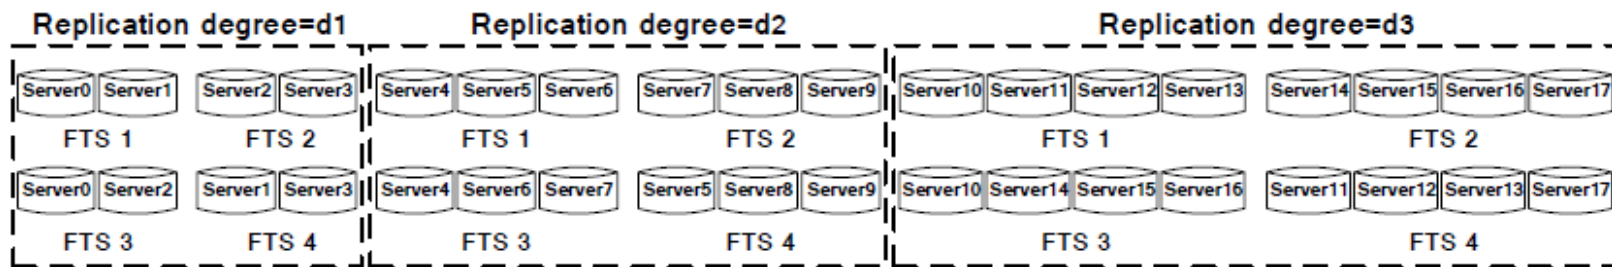 Replication degree=d1 Replication degree=d2 Replication degree=d3
Server0 Server1 Server2 Server3 Server4 Server5 Server6 Server7 Server8 Server9 Server10 Server11 Server12 Server13 Server14 Server15 Server16 Server17
FTS 1 FTS 2 FTS 1 FTS 2 FTS 1 FTS 2
Server0 Server2 Server1 Server3 Server4 Server6 Server7 Server5 Server8 Server9 Server10 Server14 Server15 Server16 Server11 Server12 Server13 Server17
FTS 3 FTS 4 FTS 3 FTS 4 FTS 3 FTS 4